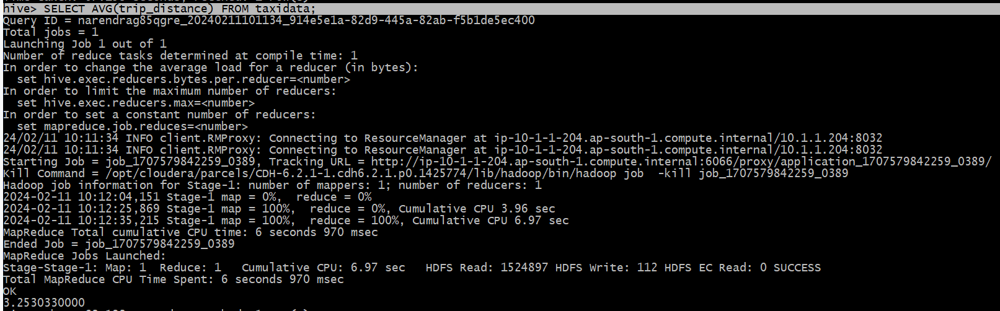 hive> SELECT AVG(trip_distance) FROM taxidata;
Query ID = narendrag85qgre_20240211101134_914e5e1a-82d9-445a-82ab-f5b1de5ec400
Total jobs = 1
Launching Job 1 out of 1
Number of reduce tasks determined at compile time: 1
In order to change the average load for a reducer (in bytes):
  set hive.exec.reducers.bytes.per.reducer=<number>
In order to limit the maximum number of reducers:
  set hive.exec.reducers.max=<number>
In order to set a constant number of reducers:
  set mapreduce.job.reduces=<number>
24/02/11 10:11:34 INFO client.RMProxy: Connecting to ResourceManager at ip-10-1-1-204.ap-south-1.compute.internal/10.1.1.204:8032
24/02/11 10:11:34 INFO client.RMProxy: Connecting to ResourceManager at ip-10-1-1-204.ap-south-1.compute.internal/10.1.1.204:8032
Starting Job = job_1707579842259_0389, Tracking URL = http://ip-10-1-1-204.ap-south-1.compute.internal:6066/proxy/application_1707579842259_0389/
Kill Command = /opt/cloudera/parcels/CDH-6.2.1-1.cdh6.2.1.p0.1425774/lib/hadoop/bin/hadoop job  -kill job_1707579842259_0389
Hadoop job information for Stage-1: number of mappers: 1; number of reducers: 1
2024-02-11 10:12:04,151 Stage-1 map = 0%,  reduce = 0%
2024-02-11 10:12:25,869 Stage-1 map = 100%,  reduce = 0%, Cumulative CPU 3.96 sec
2024-02-11 10:12:35,215 Stage-1 map = 100%,  reduce = 100%, Cumulative CPU 6.97 sec
MapReduce Total cumulative CPU time: 6 seconds 970 msec
Ended Job = job_1707579842259_0389
MapReduce Jobs Launched:
Stage-Stage-1: Map: 1  Reduce: 1   Cumulative CPU: 6.97 sec   HDFS Read: 1524897 HDFS Write: 112 HDFS EC Read: 0 SUCCESS
Total MapReduce CPU Time Spent: 6 seconds 970 msec
OK
3.2530330000